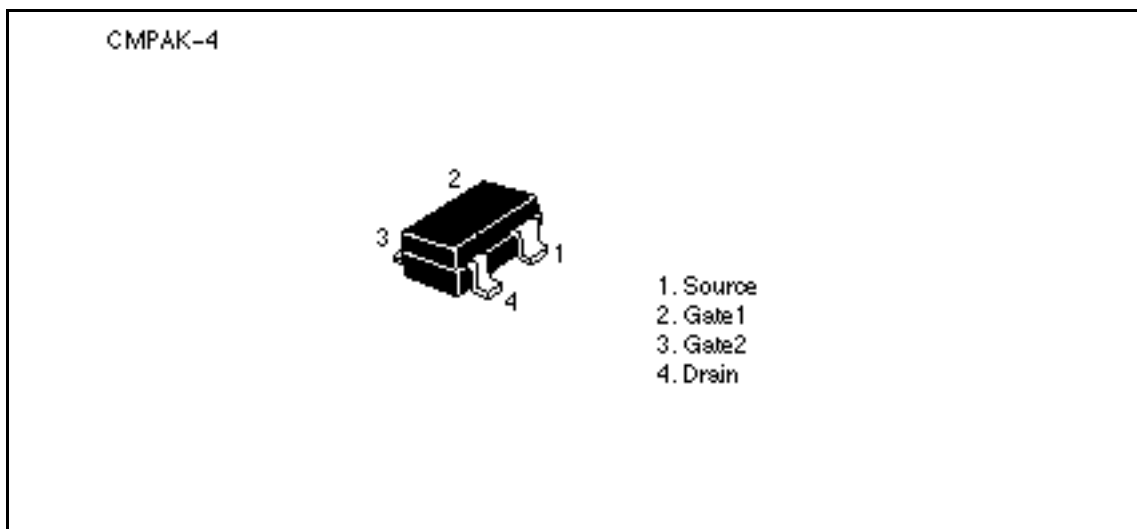 CMPAK-4
2
3
1
4
1. Source
2. Gate1
3. Gate2
4. Drain